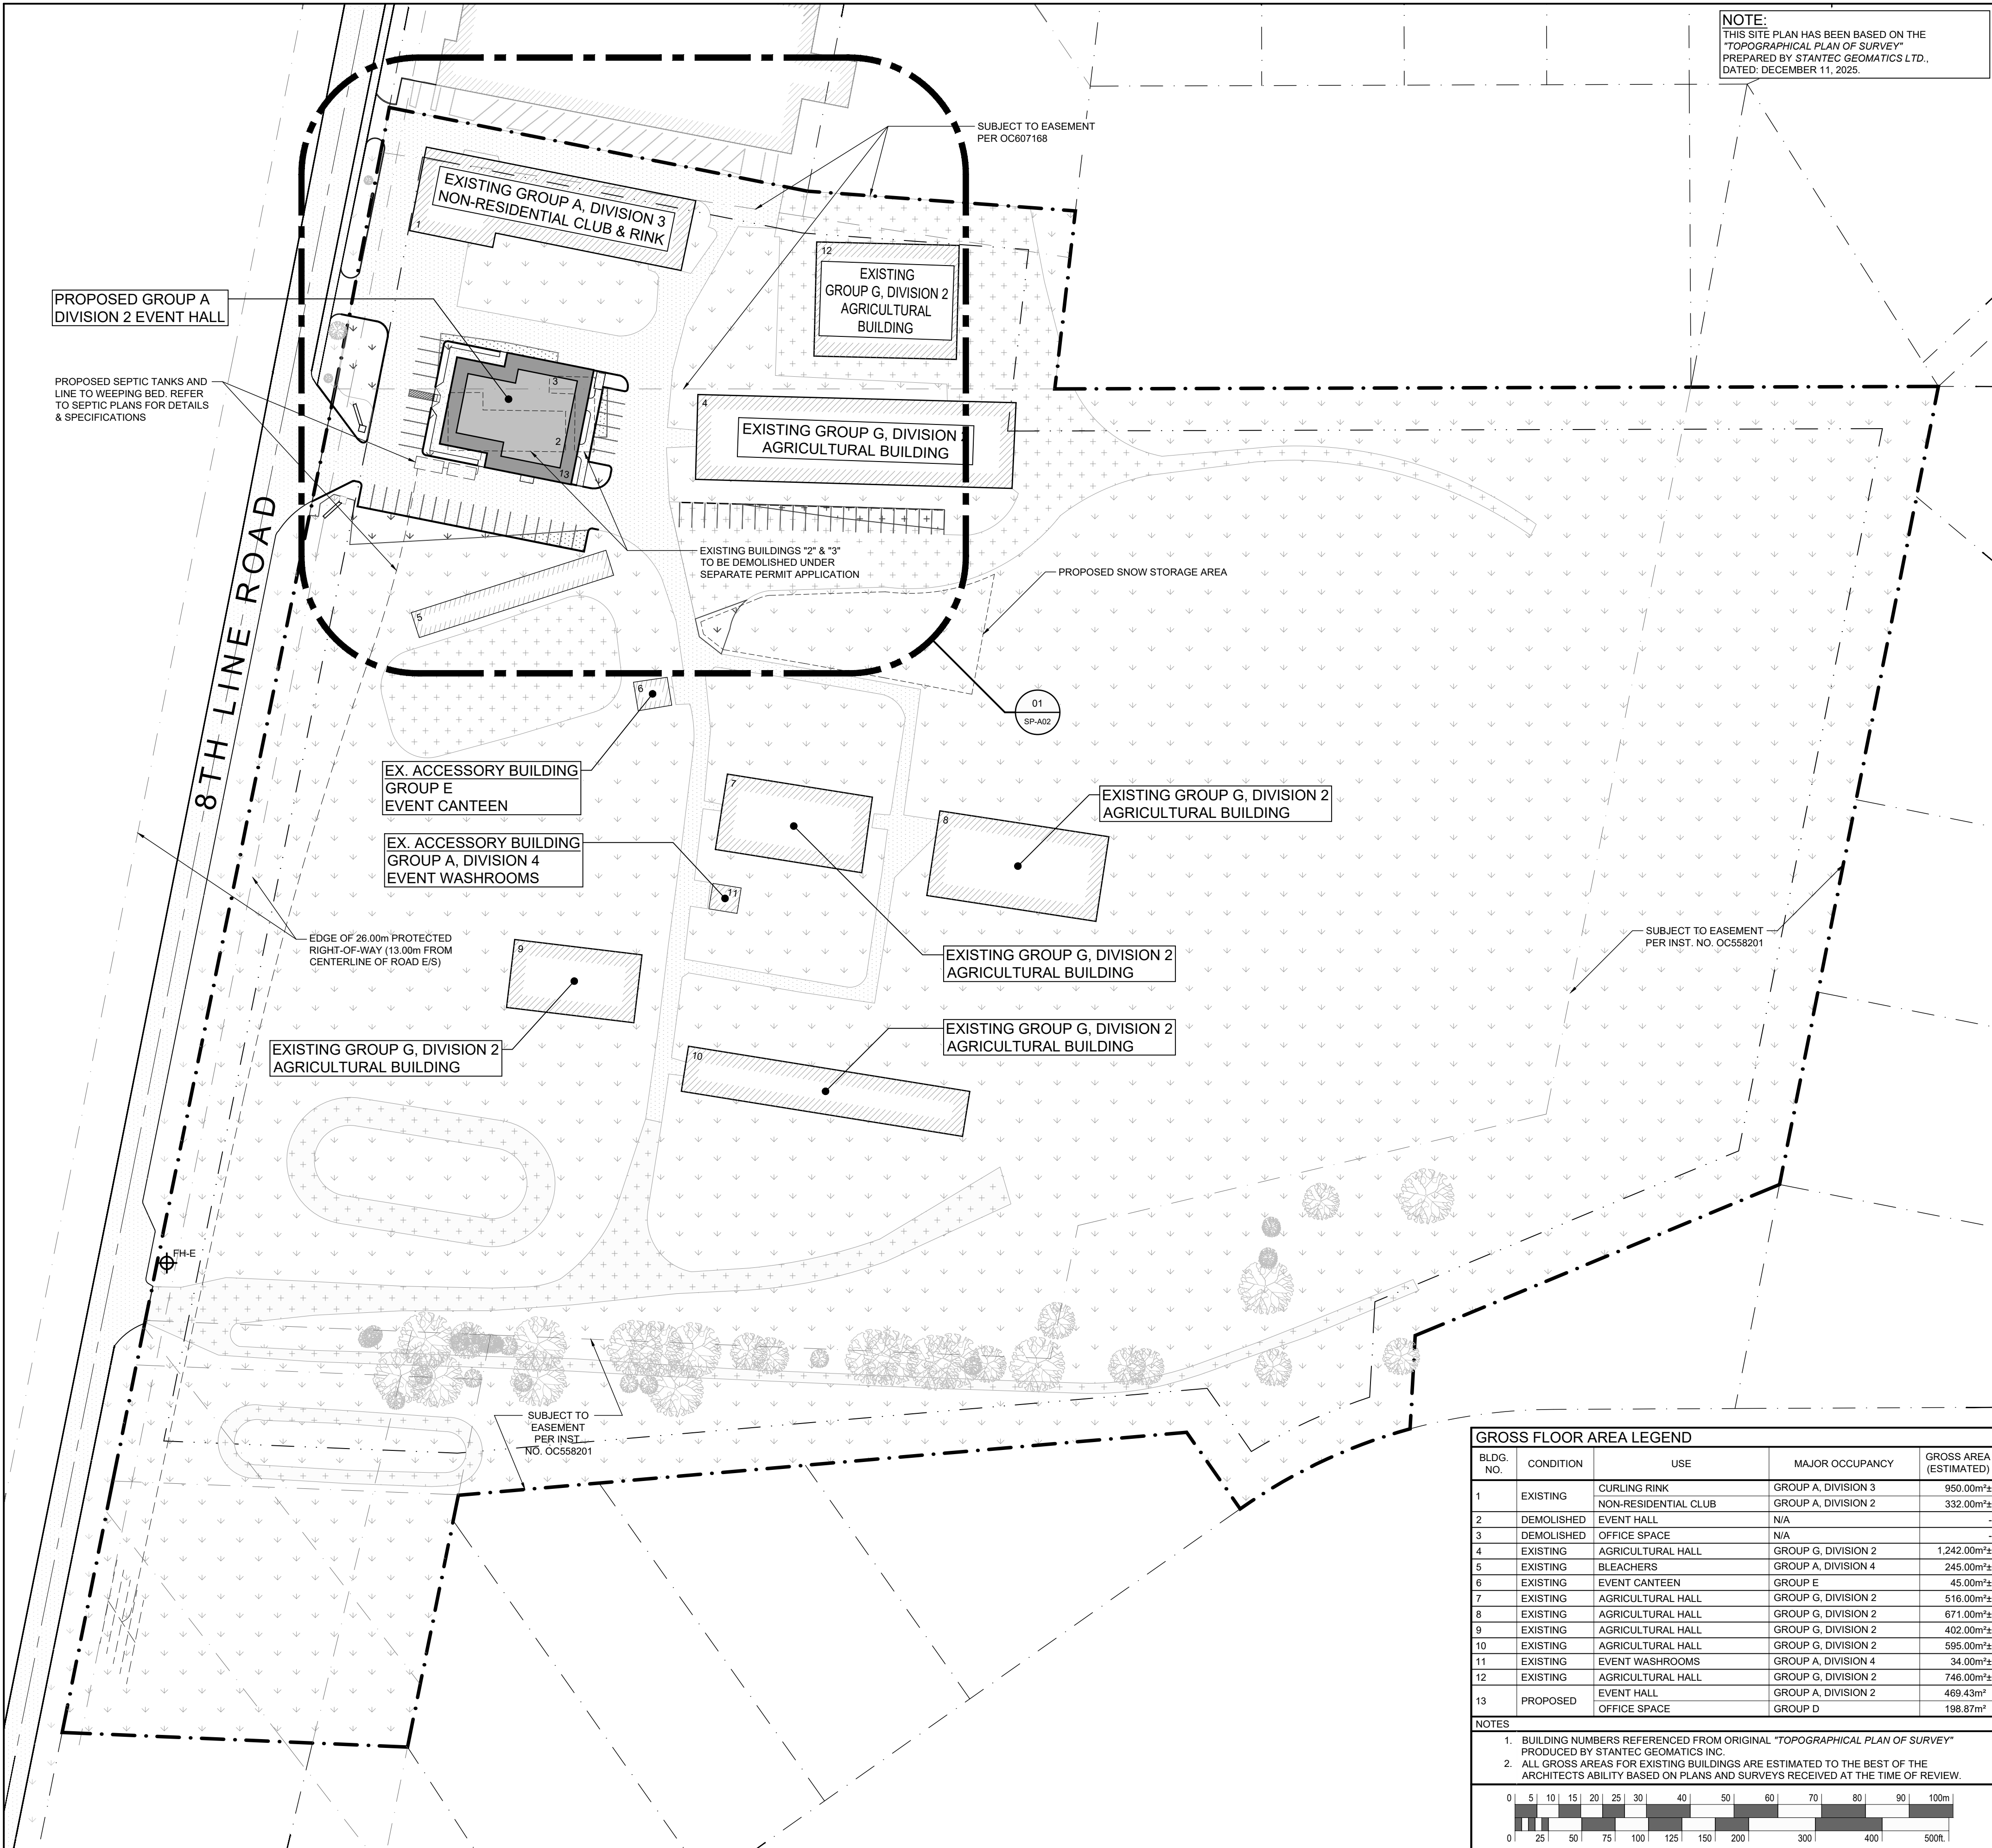 NOTE:
THIS SITE PLAN HAS BEEN BASED ON THE
"TOPOGRAPHICAL PLAN OF SURVEY"
PREPARED BY STANTEC GEOMATICS LTD.,
DATED: DECEMBER 11, 2025.
SUBJECT TO EASEMENT
PER OC607168
EXISTING GROUP A, DIVISION 3
NON-RESIDENTIAL CLUB & RINK
1
12
EXISTING
GROUP G, DIVISION 2
AGRICULTURAL
BUILDING
PROPOSED GROUP A
DIVISION 2 EVENT HALL
PROPOSED SEPTIC TANKS AND
LINE TO WEEPING BED. REFER
TO SEPTIC PLANS FOR DETAILS
& SPECIFICATIONS
3
2
13
4
EXISTING GROUP G, DIVISION
AGRICULTURAL BUILDING
EXISTING BUILDINGS "2" & "3"
TO BE DEMOLISHED UNDER
SEPARATE PERMIT APPLICATION
PROPOSED SNOW STORAGE AREA
5
8TH LINE ROAD
6
01
SP-A02
EX. ACCESSORY BUILDING
GROUP E
EVENT CANTEEN
7
EXISTING GROUP G, DIVISION 2
AGRICULTURAL BUILDING
8
EX. ACCESSORY BUILDING
GROUP A, DIVISION 4
EVENT WASHROOMS
11
EDGE OF 26.00m PROTECTED
RIGHT-OF-WAY (13.00m FROM
CENTERLINE OF ROAD E/S)
9
EXISTING GROUP G, DIVISION 2
AGRICULTURAL BUILDING
SUBJECT TO EASEMENT
PER INST. NO. OC558201
EXISTING GROUP G, DIVISION 2
AGRICULTURAL BUILDING
EXISTING GROUP G, DIVISION 2
AGRICULTURAL BUILDING
10
FH-E
SUBJECT TO
EASEMENT
PER INST.
NO. OC558201
GROSS FLOOR AREA LEGEND
BLDG. NO. CONDITION USE MAJOR OCCUPANCY GROSS AREA (ESTIMATED)
1 EXISTING CURLING RINK GROUP A, DIVISION 3 950.00m²±
NON-RESIDENTIAL CLUB GROUP A, DIVISION 2 332.00m²±
2 DEMOLISHED EVENT HALL N/A -
3 DEMOLISHED OFFICE SPACE N/A -
4 EXISTING AGRICULTURAL HALL GROUP G, DIVISION 2 1,242.00m²±
5 EXISTING BLEACHERS GROUP A, DIVISION 4 245.00m²±
6 EXISTING EVENT CANTEEN GROUP E 45.00m²±
7 EXISTING AGRICULTURAL HALL GROUP G, DIVISION 2 516.00m²±
8 EXISTING AGRICULTURAL HALL GROUP G, DIVISION 2 671.00m²±
9 EXISTING AGRICULTURAL HALL GROUP G, DIVISION 2 402.00m²±
10 EXISTING AGRICULTURAL HALL GROUP G, DIVISION 2 595.00m²±
11 EXISTING EVENT WASHROOMS GROUP A, DIVISION 4 34.00m²±
12 EXISTING AGRICULTURAL HALL GROUP G, DIVISION 2 746.00m²±
13 PROPOSED EVENT HALL GROUP A, DIVISION 2 469.43m²
OFFICE SPACE GROUP D 198.87m²
NOTES
1. BUILDING NUMBERS REFERENCED FROM ORIGINAL "TOPOGRAPHICAL PLAN OF SURVEY"
PRODUCED BY STANTEC GEOMATICS INC.
2. ALL GROSS AREAS FOR EXISTING BUILDINGS ARE ESTIMATED TO THE BEST OF THE
ARCHITECTS ABILITY BASED ON PLANS AND SURVEYS RECEIVED AT THE TIME OF REVIEW.
0 5 10 15 20 25 30 40 50 60 70 80 90 100m
0 25 50 75 100 125 150 200 300 400 500ft.